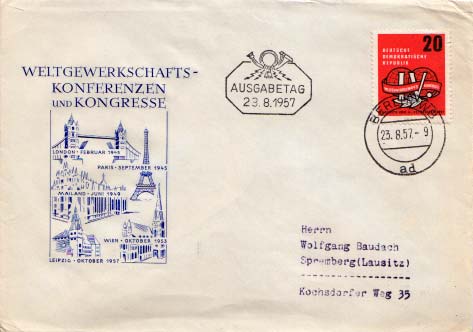 WELTGEWERKSCHAFTS-
KONFERENZEN
UND KONGRESSE
LONDON · FEBRUAR 1945
PARIS · SEPTEMBER 1945
MAILAND · JUNI 1949
WIEN · OKTOBER 1953
LEIPZIG · OKTOBER 1957
AUSGABETAG
23.8.1957
20
DEUTSCHE
DEMOKRATISCHE
REPUBLIK
BERLIN
23.8.57.-9
ad
Herrn
Wolfgang Baudach
Spremberg(Lausitz)
Kochsdorfer Weg 35